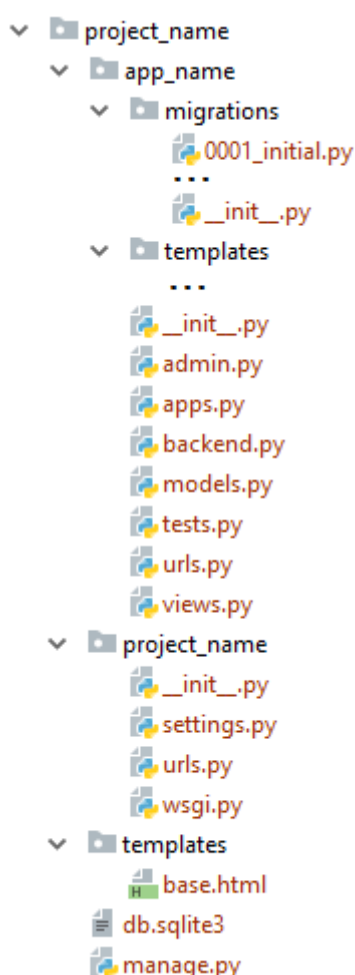 project_name
app_name
migrations
0001_initial.py
...
__init__.py
templates
...
__init__.py
admin.py
apps.py
backend.py
models.py
tests.py
urls.py
views.py
project_name
__init__.py
settings.py
urls.py
wsgi.py
templates
H base.html
db.sqlite3
manage.py